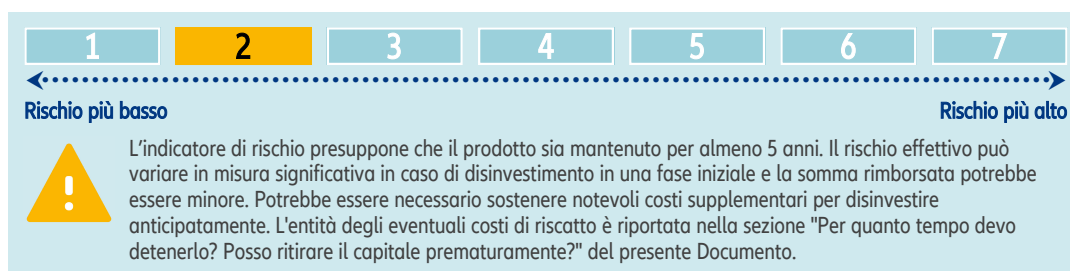 1 2 3 4 5 6 7
Rischio più basso Rischio più alto
L'indicatore di rischio presuppone che il prodotto sia mantenuto per almeno 5 anni. Il rischio effettivo può
variare in misura significativa in caso di disinvestimento in una fase iniziale e la somma rimborsata potrebbe
essere minore. Potrebbe essere necessario sostenere notevoli costi supplementari per disinvestire
anticipatamente. L'entità degli eventuali costi di riscatto è riportata nella sezione "Per quanto tempo devo
detenerlo? Posso ritirare il capitale prematuramente?" del presente Documento.